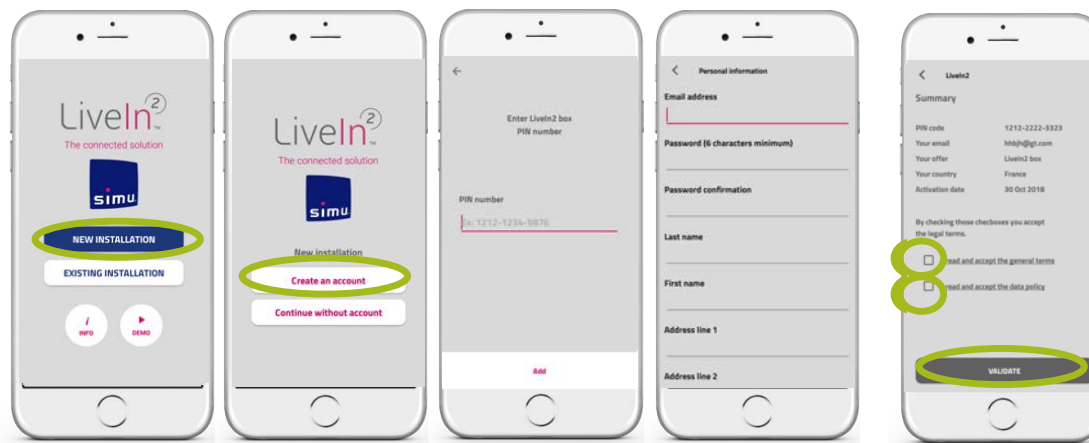 LiveIn2™
The connected solution
simu
NEW INSTALLATION
EXISTING INSTALLATION
i
INFO
DEMO
LiveIn2™
The connected solution
simu
New installation
Create an account
Continue without account
Enter LiveIn2 box
PIN number
PIN number
Ex: 1212-1234-9876
Add
Personal information
Email address
Password (6 characters minimum)
Password confirmation
Last name
First name
Address line 1
Address line 2
LiveIn2
Summary
PIN code 1212-2222-3323
Your email hhbjh@gt.com
Your offer LiveIn2 box
Your country France
Activation date 30 Oct 2018
By checking those checboxes you accept
the legal terms.
read and accept the general terms
read and accept the data policy
VALIDATE